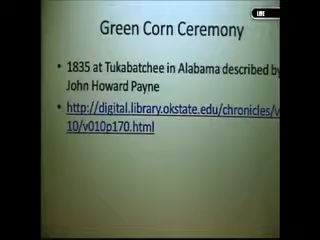 LIVE
Green Corn Ceremony
• 1835 at Tukabatchee in Alabama described by
John Howard Payne
• http://digital.library.okstate.edu/chronicles/v
10/v010p170.html